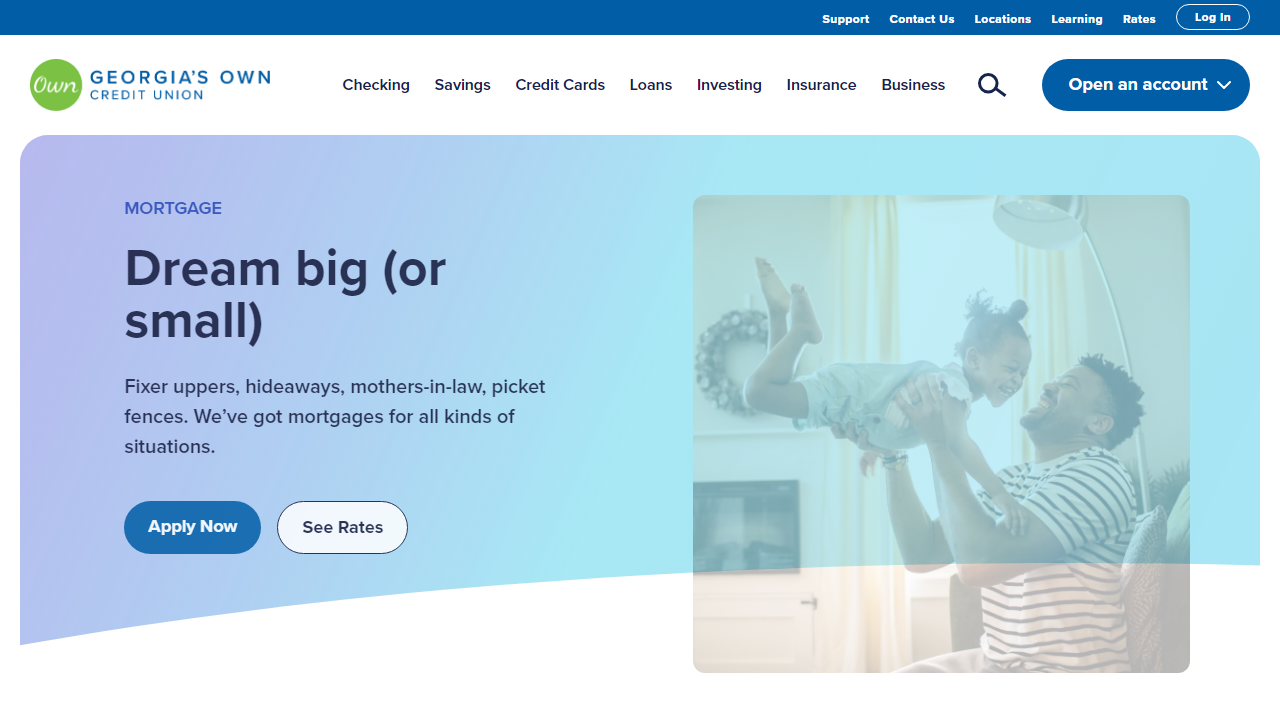 Support Contact Us Locations Learning Rates Log In
Own GEORGIA'S OWN
CREDIT UNION
Checking Savings Credit Cards Loans Investing Insurance Business Open an account
MORTGAGE
Dream big (or
small)
Fixer uppers, hideaways, mothers-in-law, picket
fences. We’ve got mortgages for all kinds of
situations.
Apply Now See Rates